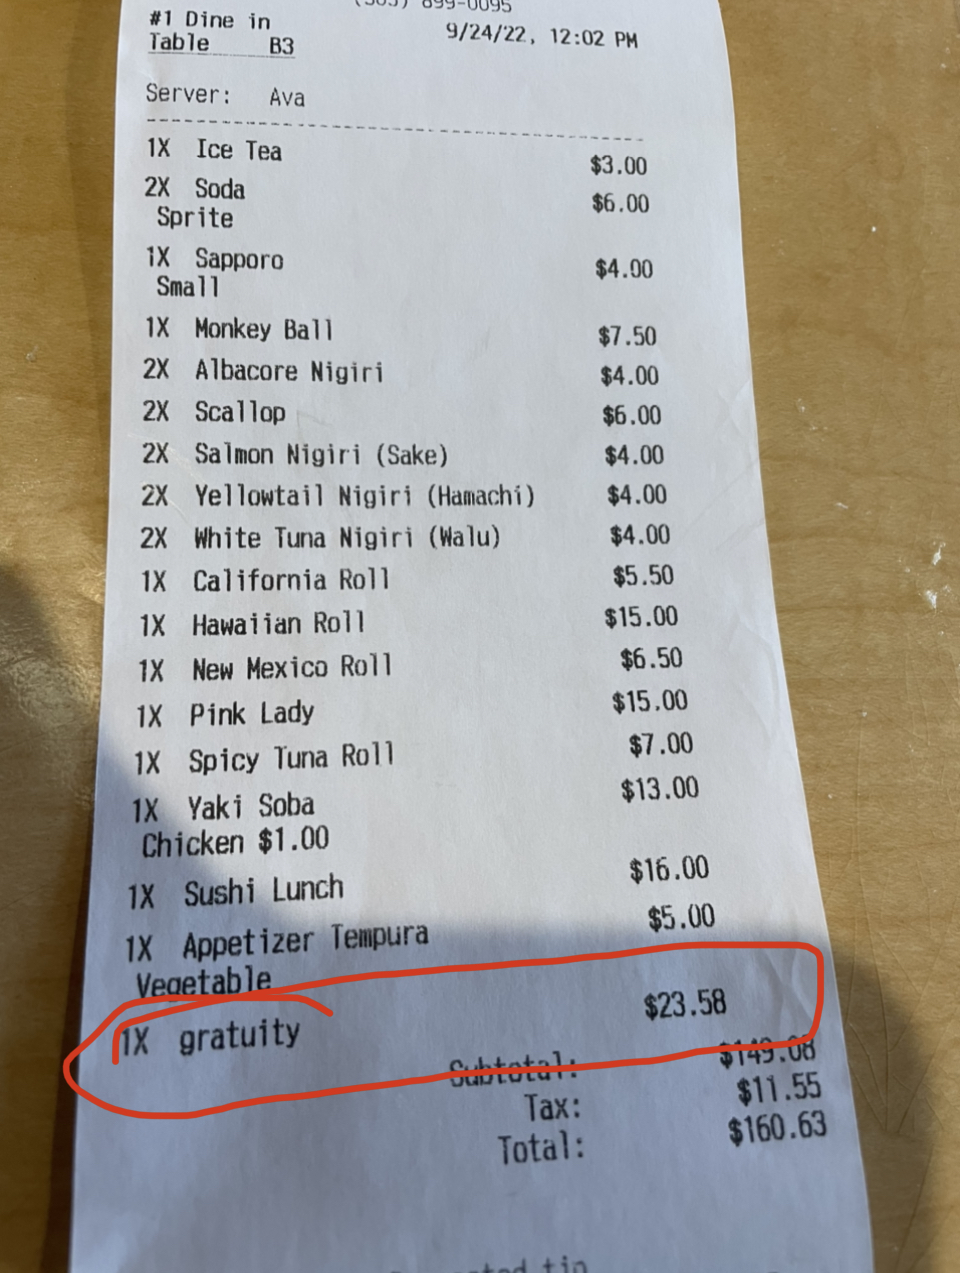 (505) 899-0095
#1 Dine in
9/24/22, 12:02 PM
Table B3
Server: Ava
1X Ice Tea $3.00
2X Soda $6.00
Sprite
1X Sapporo $4.00
Small
1X Monkey Ball $7.50
2X Albacore Nigiri $4.00
2X Scallop $6.00
2X Salmon Nigiri (Sake) $4.00
2X Yellowtail Nigiri (Hamachi) $4.00
2X White Tuna Nigiri (Walu) $4.00
1X California Roll $5.50
1X Hawaiian Roll $15.00
1X New Mexico Roll $6.50
1X Pink Lady $15.00
1X Spicy Tuna Roll $7.00
1X Yaki Soba $13.00
Chicken $1.00
1X Sushi Lunch $16.00
1X Appetizer Tempura $5.00
Vegetable
1X gratuity $23.58
Subtotal: $149.08
Tax: $11.55
Total: $160.63
tip